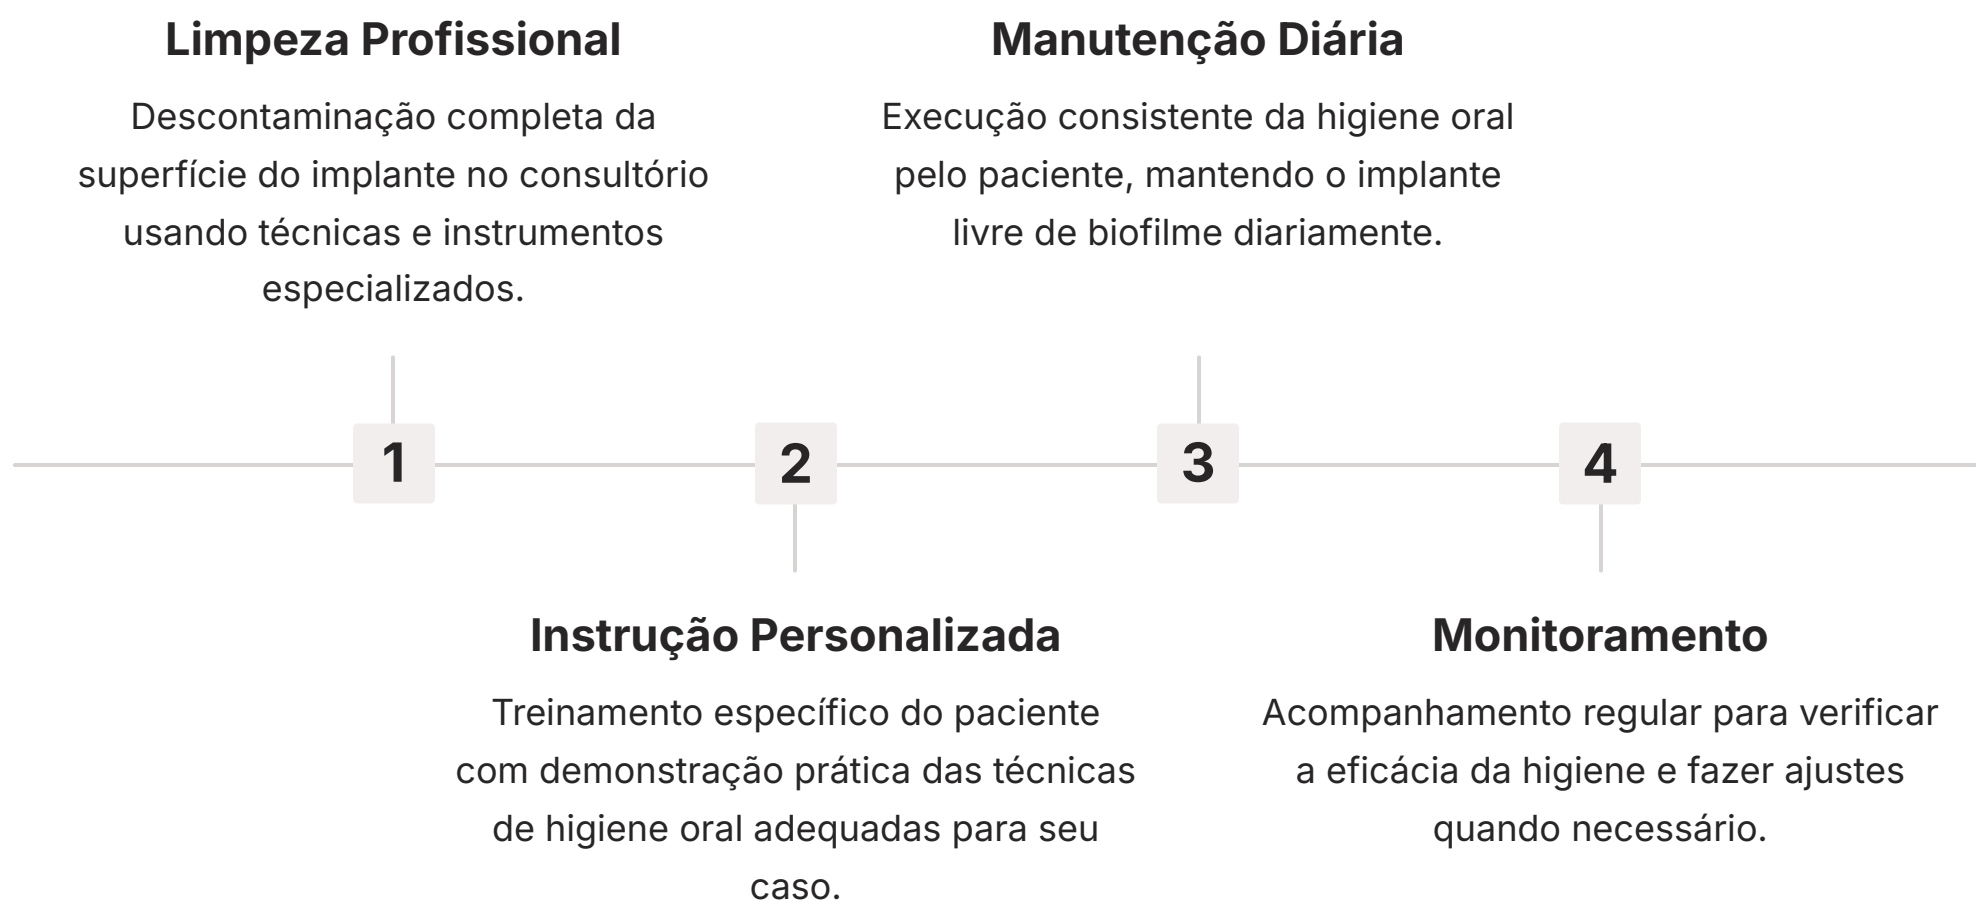 Limpeza Profissional
Descontaminação completa da
superfície do implante no consultório
usando técnicas e instrumentos
especializados.
Manutenção Diária
Execução consistente da higiene oral
pelo paciente, mantendo o implante
livre de biofilme diariamente.
1
2
3
4
Instrução Personalizada
Treinamento específico do paciente
com demonstração prática das técnicas
de higiene oral adequadas para seu
caso.
Monitoramento
Acompanhamento regular para verificar
a eficácia da higiene e fazer ajustes
quando necessário.